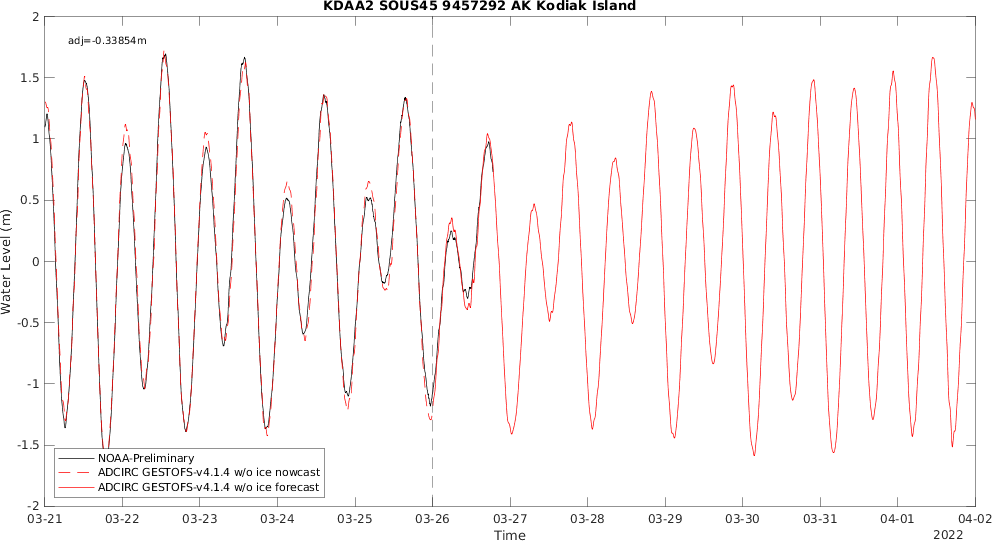 KDAA2 SOUS45 9457292 AK Kodiak Island
adj=-0.33854m
2
1.5
1
0.5
0
-0.5
-1
-1.5
-2
Water Level (m)
NOAA-Preliminary
ADCIRC GESTOFS-v4.1.4 w/o ice nowcast
ADCIRC GESTOFS-v4.1.4 w/o ice forecast
03-21 03-22 03-23 03-24 03-25 03-26 03-27 03-28 03-29 03-30 03-31 04-01 04-02
Time
2022